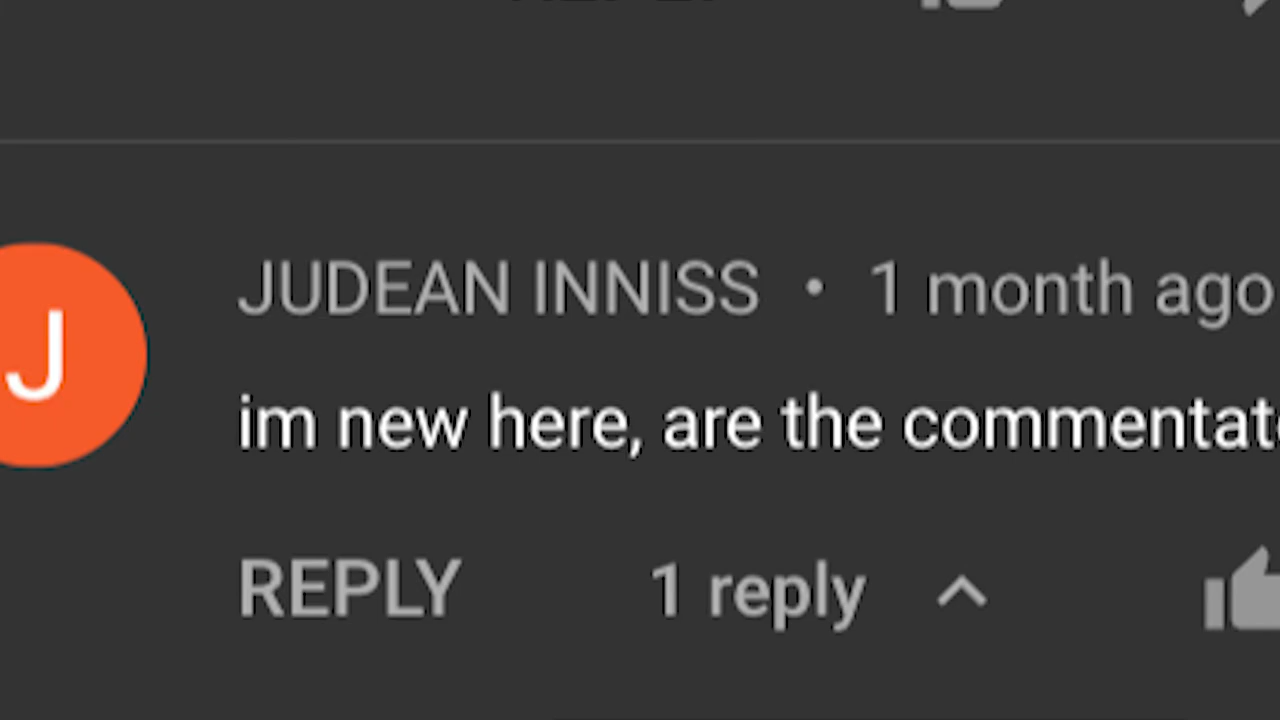 JUDEAN INNISS • 1 month ago
J
im new here, are the
REPLY 1 reply